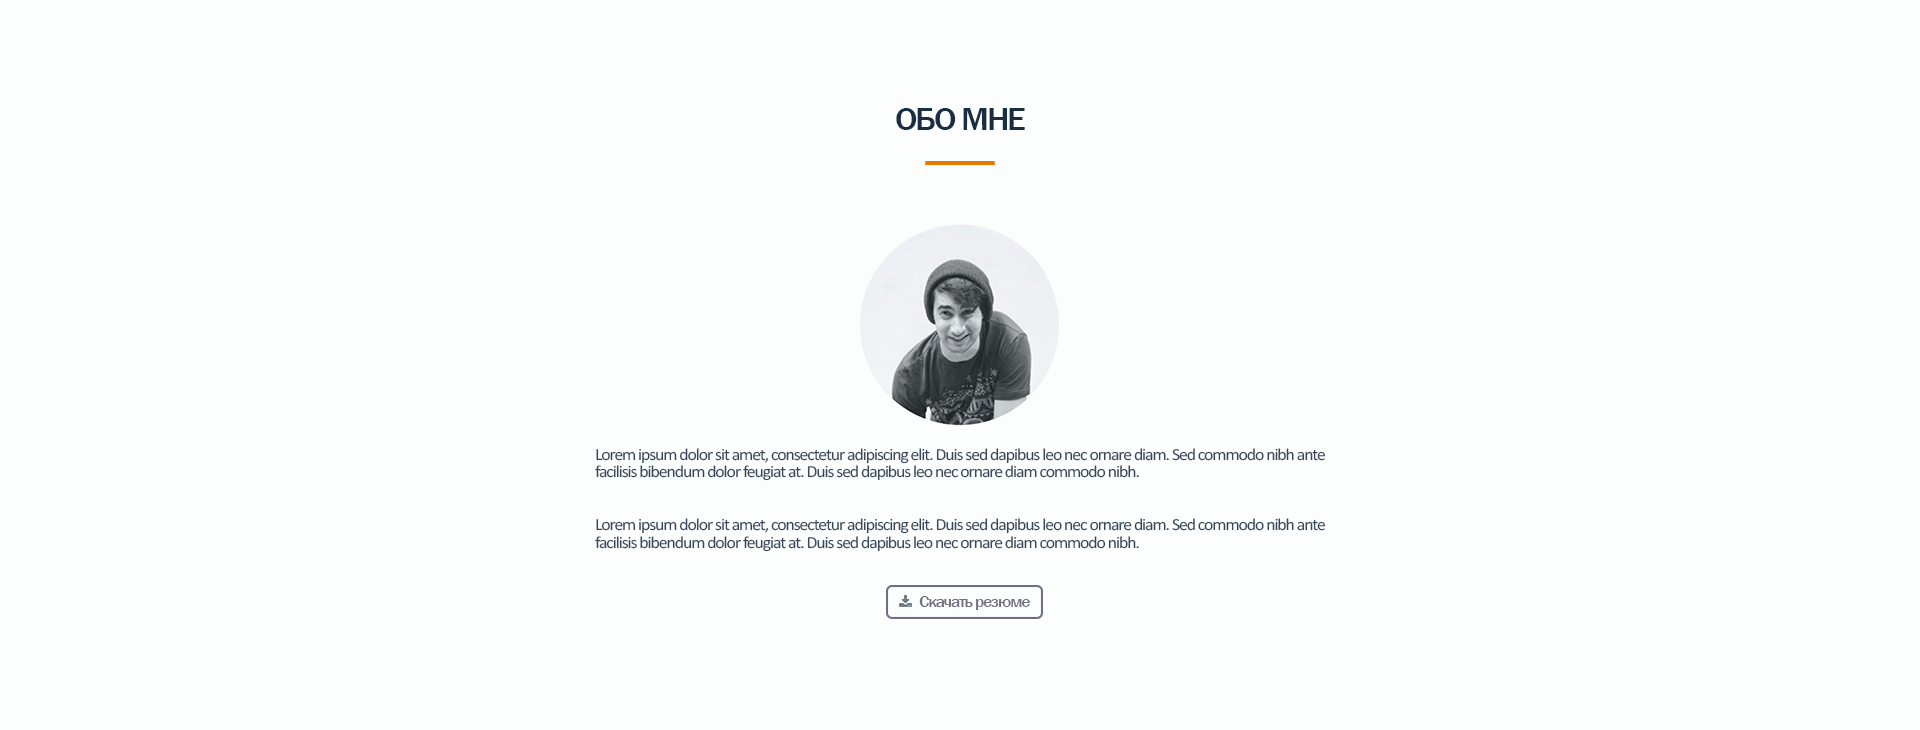 ОБО МНЕ
Lorem ipsum dolor sit amet, consectetur adipiscing elit. Duis sed dapibus leo nec ornare diam. Sed commodo nibh ante
facilisis bibendum dolor feugiat at. Duis sed dapibus leo nec ornare diam commodo nibh.
Lorem ipsum dolor sit amet, consectetur adipiscing elit. Duis sed dapibus leo nec ornare diam. Sed commodo nibh ante
facilisis bibendum dolor feugiat at. Duis sed dapibus leo nec ornare diam commodo nibh.
Скачать резюме